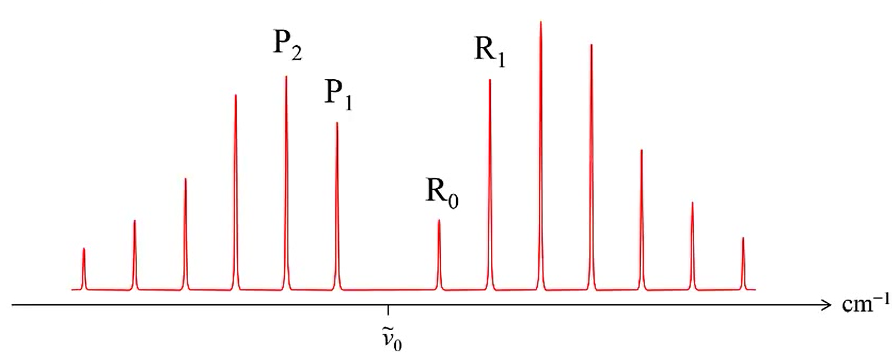 P₂
P₁
R₁
R₀
ṽ₀
cm⁻¹